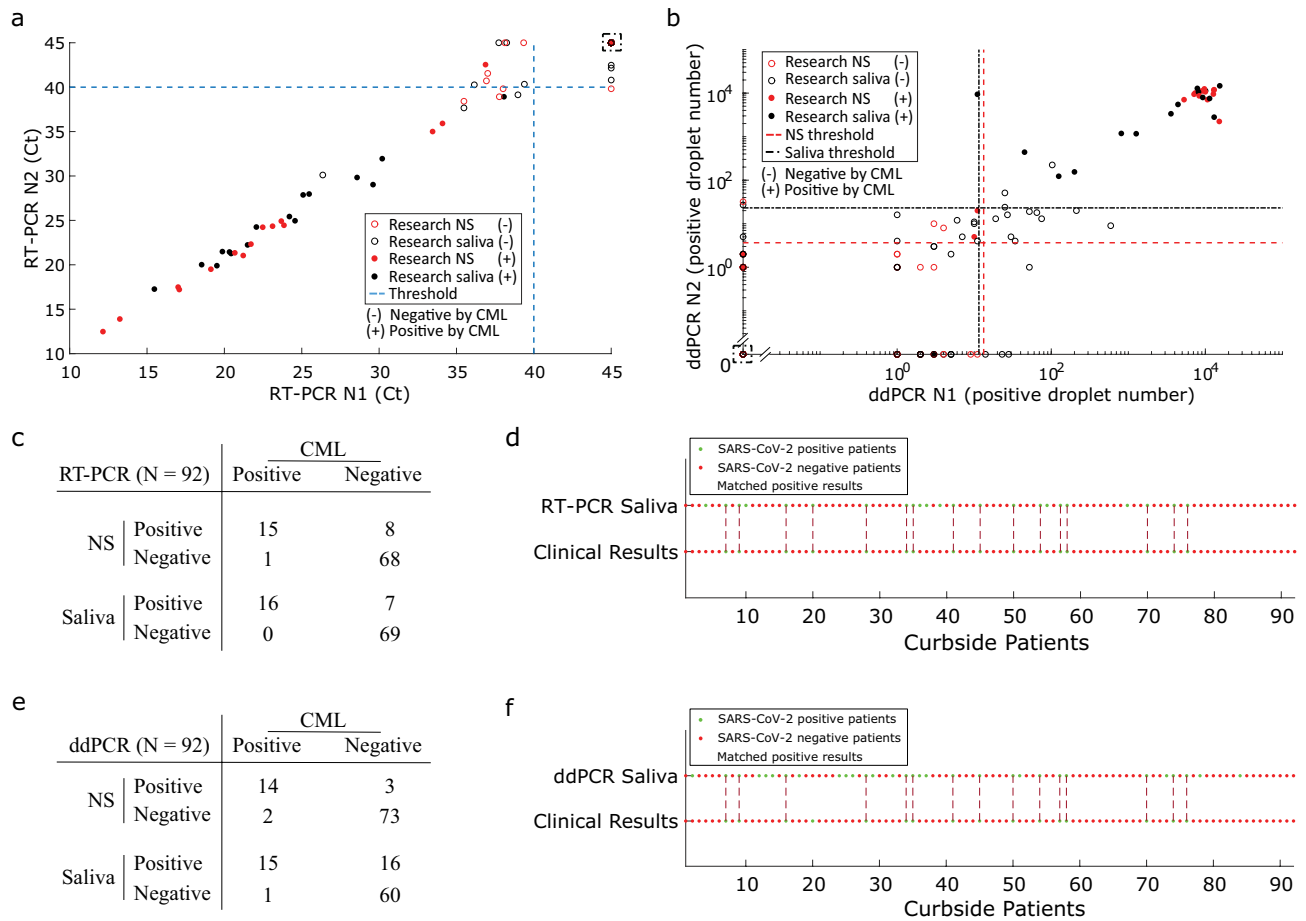 a
RT-PCR N2 (Ct)
45
40
35
30
25
20
15
10
10 15 20 25 30 35 40 45
RT-PCR N1 (Ct)
Research NS (-)
Research saliva (-)
Research NS (+)
Research saliva (+)
Threshold
(-) Negative by CML
(+) Positive by CML
b
ddPCR N2 (positive droplet number)
10^4
10^2
10^0
0
10^0 10^2 10^4
ddPCR N1 (positive droplet number)
Research NS (-)
Research saliva (-)
Research NS (+)
Research saliva (+)
NS threshold
Saliva threshold
(-) Negative by CML
(+) Positive by CML
c
CML
RT-PCR (N = 92) Positive Negative
NS Positive 15 8
Negative 1 68
Saliva Positive 16 7
Negative 0 69
d
SARS-CoV-2 positive patients
SARS-CoV-2 negative patients
Matched positive results
RT-PCR Saliva
Clinical Results
10 20 30 40 50 60 70 80 90
Curbside Patients
e
CML
ddPCR (N = 92) Positive Negative
NS Positive 14 3
Negative 2 73
Saliva Positive 15 16
Negative 1 60
f
SARS-CoV-2 positive patients
SARS-CoV-2 negative patients
Matched positive results
ddPCR Saliva
Clinical Results
10 20 30 40 50 60 70 80 90
Curbside Patients